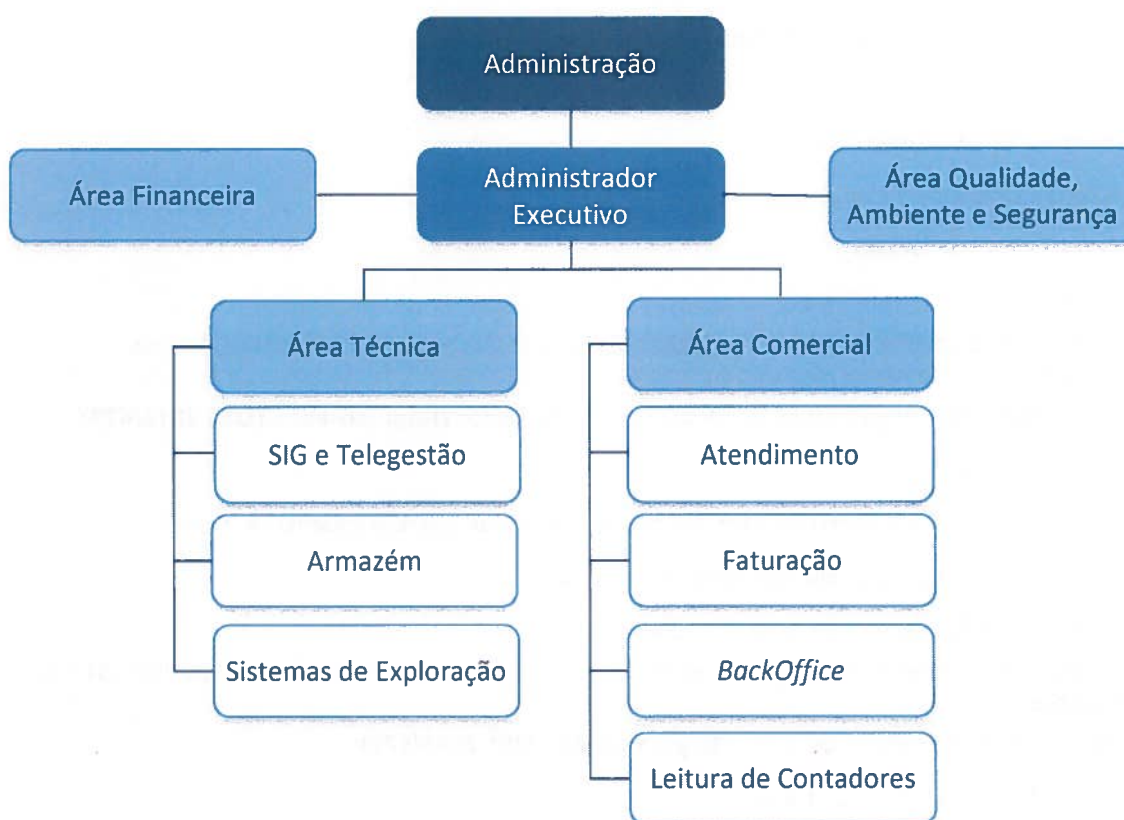 Administração
Área Financeira
Administrador
Executivo
Área Qualidade,
Ambiente e Segurança
Área Técnica
SIG e Telegestão
Armazém
Sistemas de Exploração
Área Comercial
Atendimento
Faturação
BackOffice
Leitura de Contadores